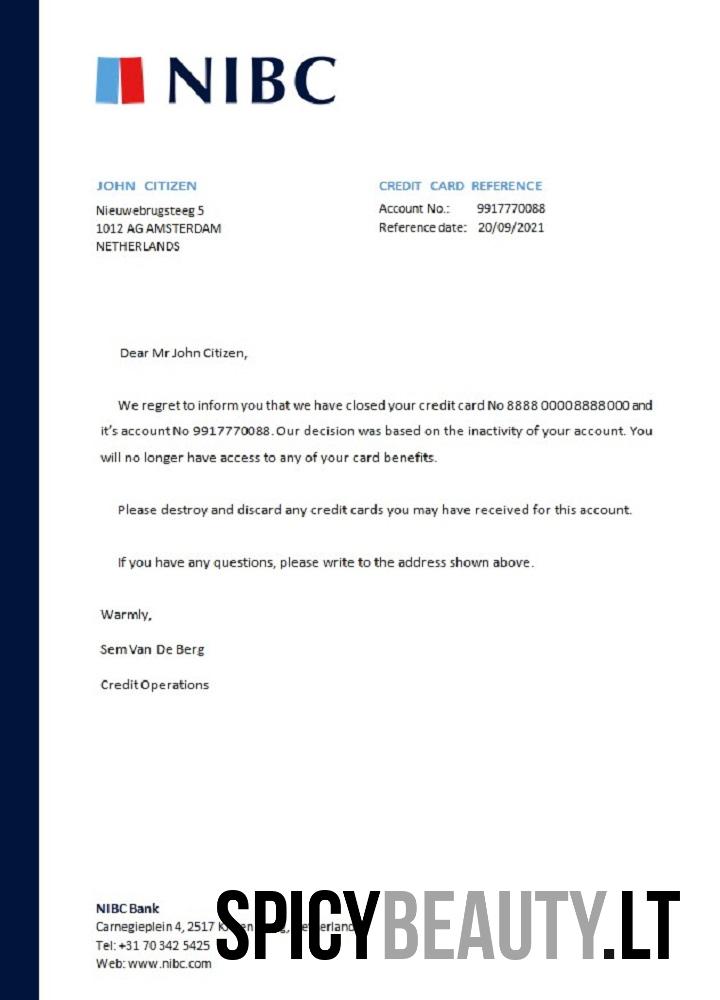 NIBC
JOHN CITIZEN
Nieuwebrugsteeg 5
1012 AG AMSTERDAM
NETHERLANDS
CREDIT CARD REFERENCE
Account No.: 9917770088
Reference date: 20/09/2021
Dear Mr John Citizen,
We regret to inform you that we have closed your credit card No 8888 00008888000 and
it's account No 9917770088. Our decision was based on the inactivity of your account. You
will no longer have access to any of your card benefits.
Please destroy and discard any credit cards you may have received for this account.
If you have any questions, please write to the address shown above.
Warmly,
Sem Van De Berg
Credit Operations
NIBC Bank
Carnegieplein 4, 2517
Tel: +31 70 342 5425
Web: www.nibc.com
SPICYBEAUTY.LT